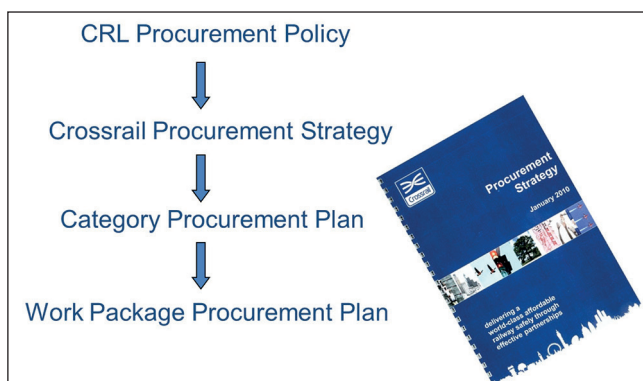 CRL Procurement Policy
Crossrail Procurement Strategy
Category Procurement Plan
Work Package Procurement Plan
Crossrail
Procurement
Strategy
January 2010
delivering a
world-class affordable
railway safely through
effective partnerships